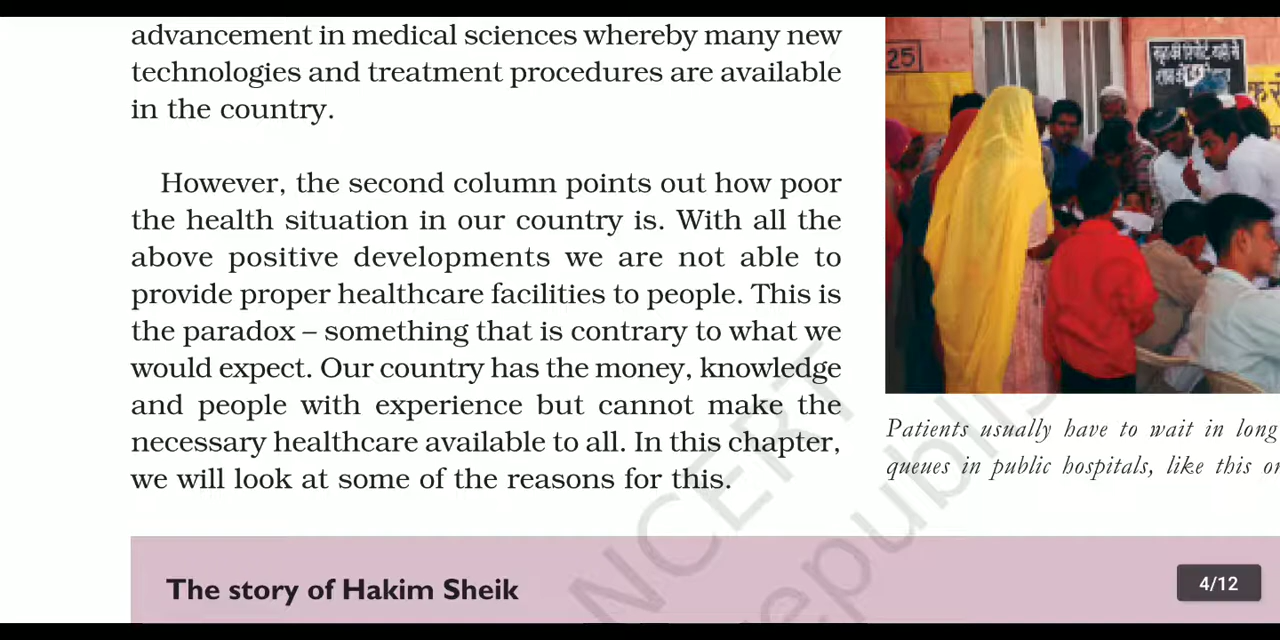 advancement in medical sciences whereby many new
technologies and treatment procedures are available
in the country.
However, the second column points out how poor
the health situation in our country is. With all the
above positive developments we are not able to
provide proper healthcare facilities to people. This is
the paradox – something that is contrary to what we
would expect. Our country has the money, knowledge
and people with experience but cannot make the
necessary healthcare available to all. In this chapter,
we will look at some of the reasons for this.
25
Patients usually have to wait in long
queues in public hospitals, like this
The story of Hakim Sheik
NCERT
republis
4/12